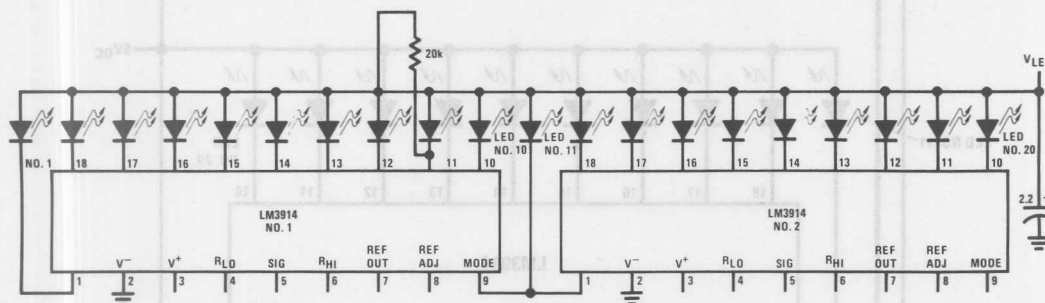 20k
V LE
NO. 1
18
17
16
15
14
13
12
11
10
LED
NO. 10
LED
NO. 11
18
17
16
15
14
13
12
11
10
LED
NO. 20
2.2
LM3914
NO. 1
LM3914
NO. 2
V–
V+
RLO
SIG
RHI
REF
OUT
REF
ADJ
MODE
V–
V+
RLO
SIG
RHI
REF
OUT
REF
ADJ
MODE
1
2
3
4
5
6
7
8
9
1
2
3
4
5
6
7
8
9